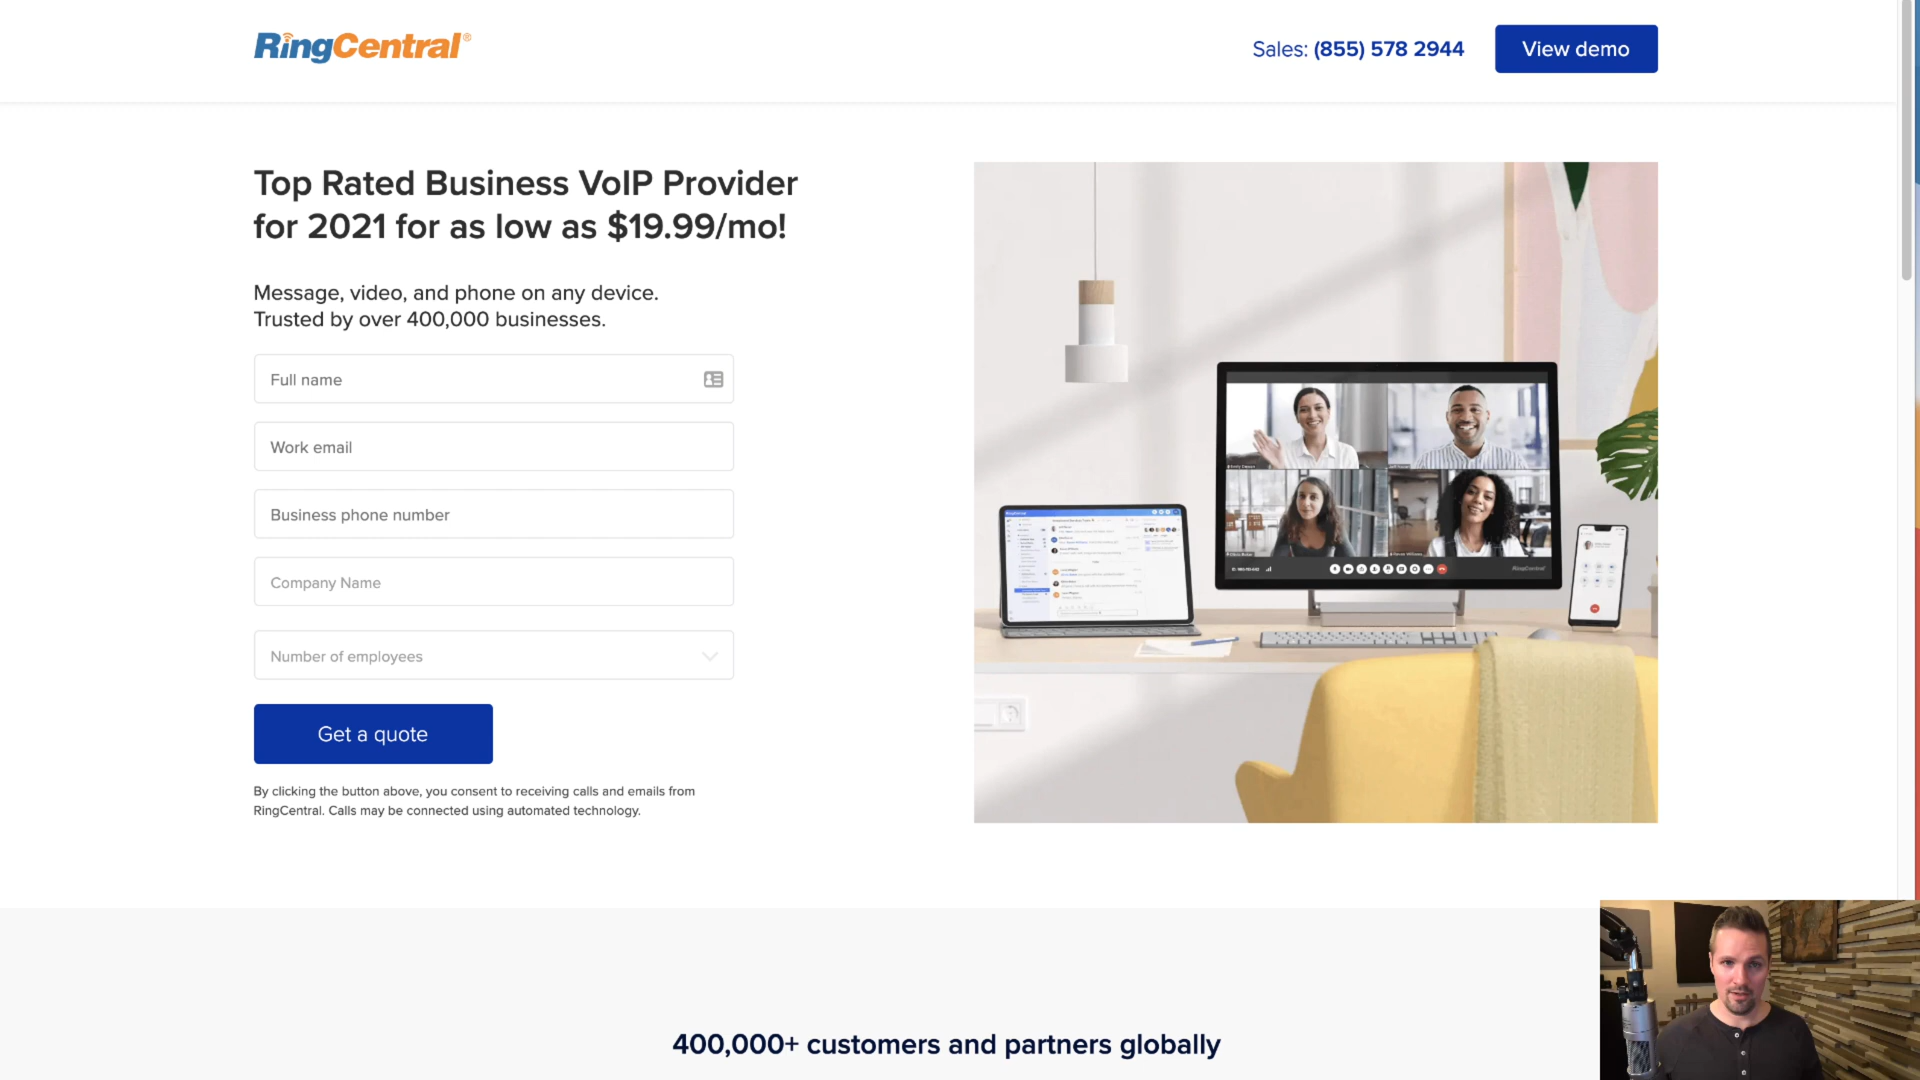 RingCentral®
Sales: (855) 578 2944
View demo
Top Rated Business VoIP Provider
for 2021 for as low as $19.99/mo!
Message, video, and phone on any device.
Trusted by over 400,000 businesses.
Full name
Work email
Business phone number
Company Name
Number of employees
Get a quote
By clicking the button above, you consent to receiving calls and emails from
RingCentral. Calls may be connected using automated technology.
RingCentral
400,000+ customers and partners globally